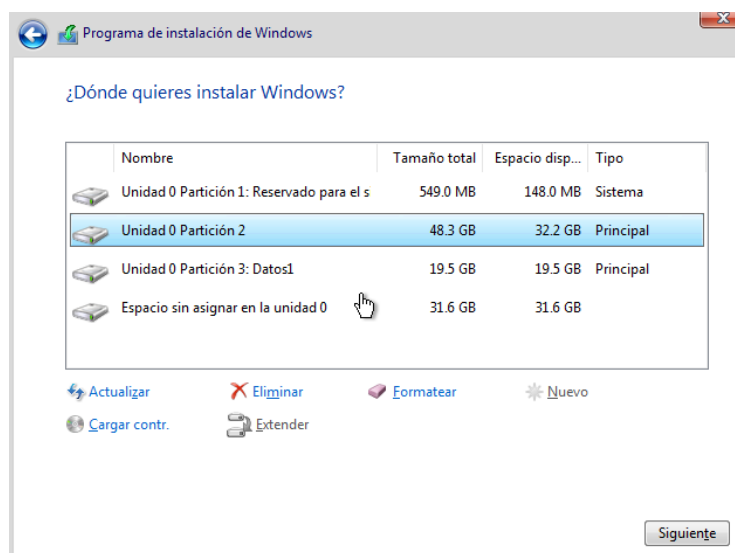 Programa de instalación de Windows
¿Dónde quieres instalar Windows?
Nombre Tamaño total Espacio disp... Tipo
Unidad 0 Partición 1: Reservado para el s 549.0 MB 148.0 MB Sistema
Unidad 0 Partición 2 48.3 GB 32.2 GB Principal
Unidad 0 Partición 3: Datos1 19.5 GB 19.5 GB Principal
Espacio sin asignar en la unidad 0 31.6 GB 31.6 GB
Actualizar Eliminar Formatear Nuevo
Cargar contr. Extender
Siguiente